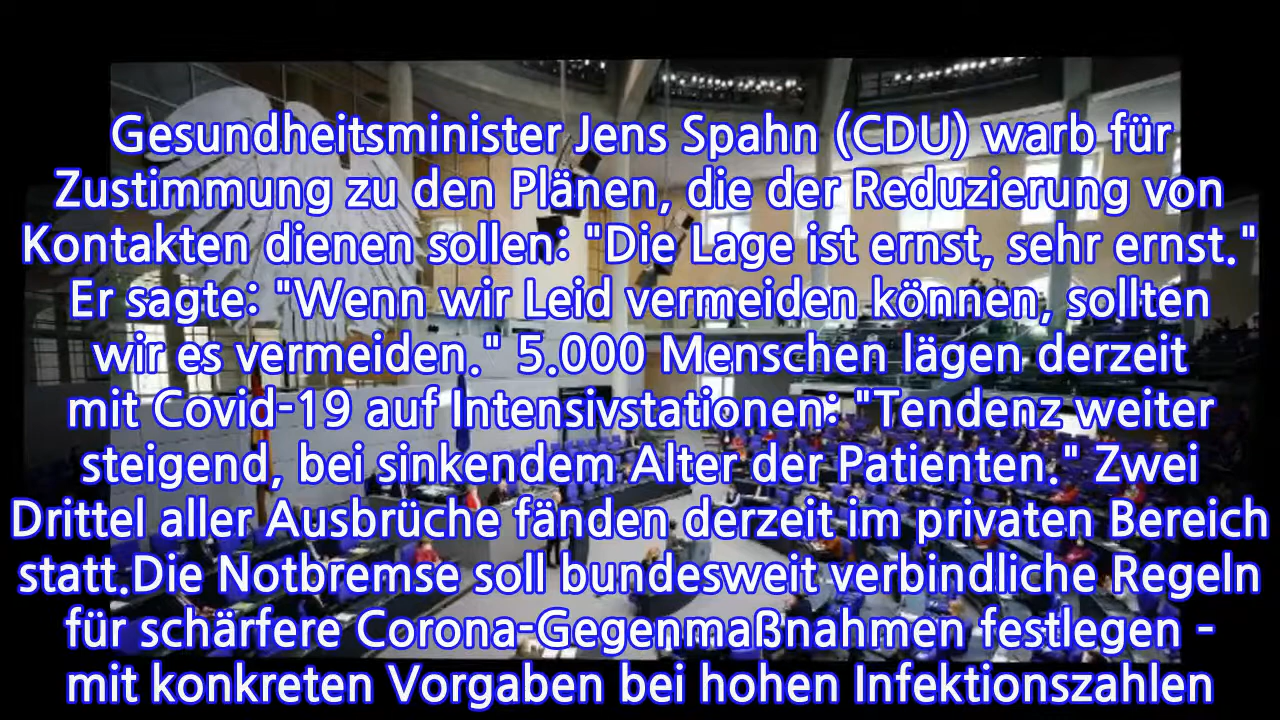 Gesundheitsminister Jens Spahn (CDU) warb für
Zustimmung zu den Plänen, die der Reduzierung von
Kontakten dienen sollen: "Die Lage ist ernst, sehr ernst."
Er sagte: "Wenn wir Leid vermeiden können, sollten
wir es vermeiden." 5.000 Menschen lägen derzeit
mit Covid-19 auf Intensivstationen: "Tendenz weiter
steigend, bei sinkendem Alter der Patienten." Zwei
Drittel aller Ausbrüche fänden derzeit im privaten Bereich
statt.Die Notbremse soll bundesweit verbindliche Regeln
für schärfere Corona-Gegenmaßnahmen festlegen -
mit konkreten Vorgaben bei hohen Infektionszahlen